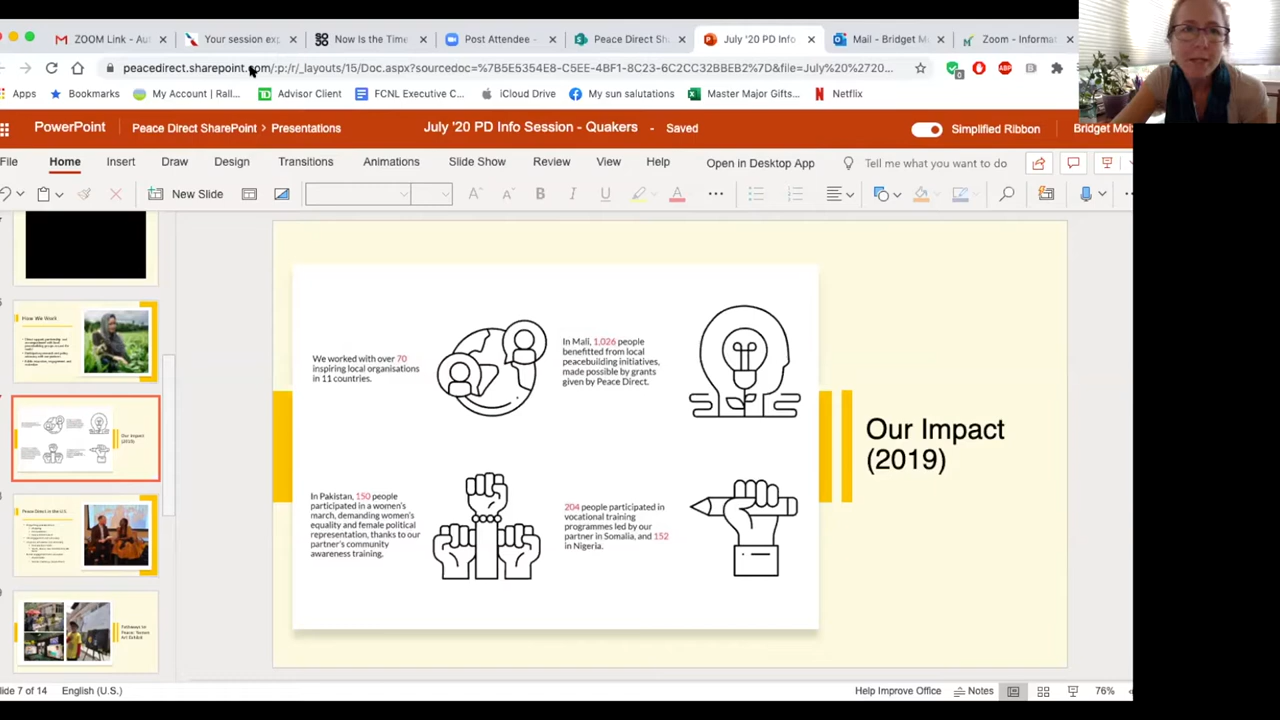 ZOOM Link - Au
Your session exp
Now Is the Time
Post Attendee -
Peace Direct Sh
July '20 PD Info
Mail - Bridget M
Zoom - Informat
peacedirect.sharepoint.com/:p:/r/_layouts/15/Doc.aspx?sourcedoc=%7B5E5354E8-C5EE-4BF1-8C23-6C2CC32BBEB2%7D&file=July%20%2720...
ABP
Apps
Bookmarks
My Account | Rall...
Advisor Client
FCNL Executive C...
iCloud Drive
My sun salutations
Master Major Gifts...
Netflix
PowerPoint
Peace Direct SharePoint > Presentations
July '20 PD Info Session - Quakers - Saved
Simplified Ribbon
Bridget Moi
File
Home
Insert
Draw
Design
Transitions
Animations
Slide Show
Review
View
Help
Open in Desktop App
Tell me what you want to do
New Slide
How We Work
Our Impact
(2019)
Peace Direct in the U.S.
Pathways to
Peace:
Art Exhibit
We worked with over 70
inspiring local organisations
in 11 countries.
In Mali, 1,026 people
benefitted from local
peacebuilding initiatives,
made possible by grants
given by Peace Direct.
In Pakistan, 150 people
participated in a women's
march, demanding women's
equality and female political
representation, thanks to our
partner's community
awareness training.
204 people participated in
vocational training
programmes led by our
partner in Somalia, and 152
in Nigeria.
Our Impact
(2019)
Slide 7 of 14
English (U.S.)
Help Improve Office
Notes
76%